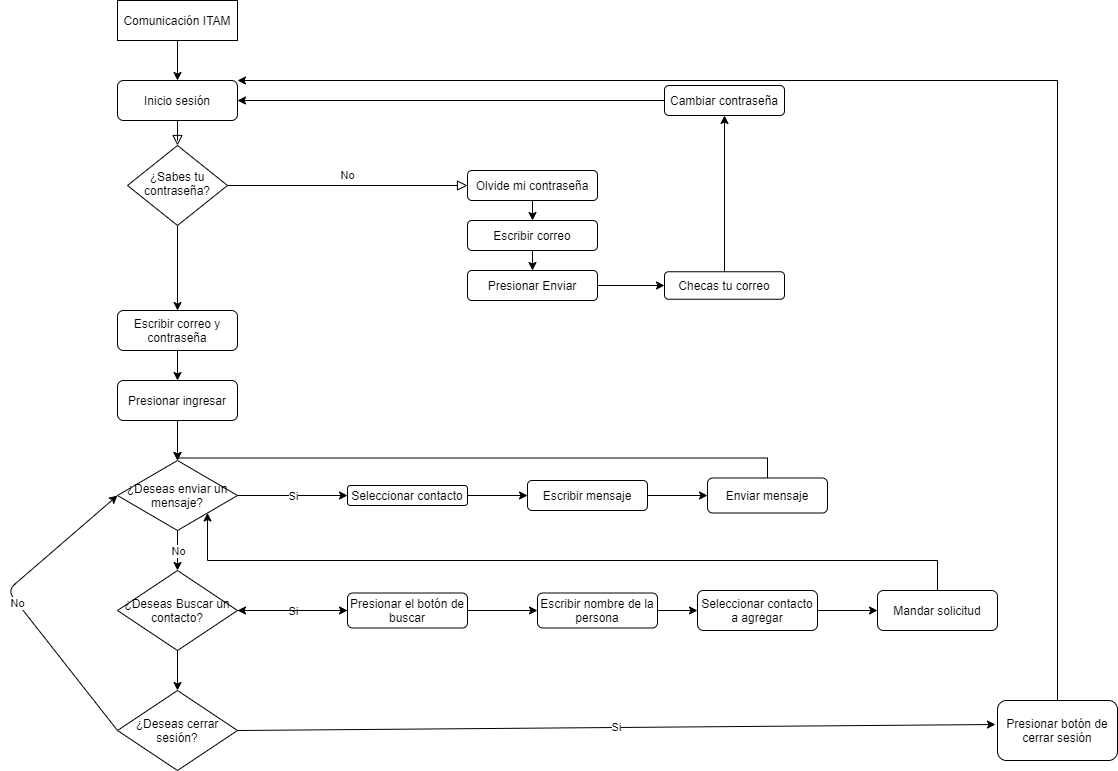 Comunicación ITAM
Inicio sesión
Cambiar contraseña
¿Sabes tu
contraseña?
No
Olvide mi contraseña
Escribir correo
Presionar Enviar
Checas tu correo
Escribir correo y
contraseña
Presionar ingresar
¿Deseas enviar un
mensaje?
Si
Seleccionar contacto
Escribir mensaje
Enviar mensaje
No
¿Deseas Buscar un
contacto?
Si
Presionar el botón de
buscar
Escribir nombre de la
persona
Seleccionar contacto
a agregar
Mandar solicitud
No
¿Deseas cerrar
sesión?
Si
Presionar botón de
cerrar sesión